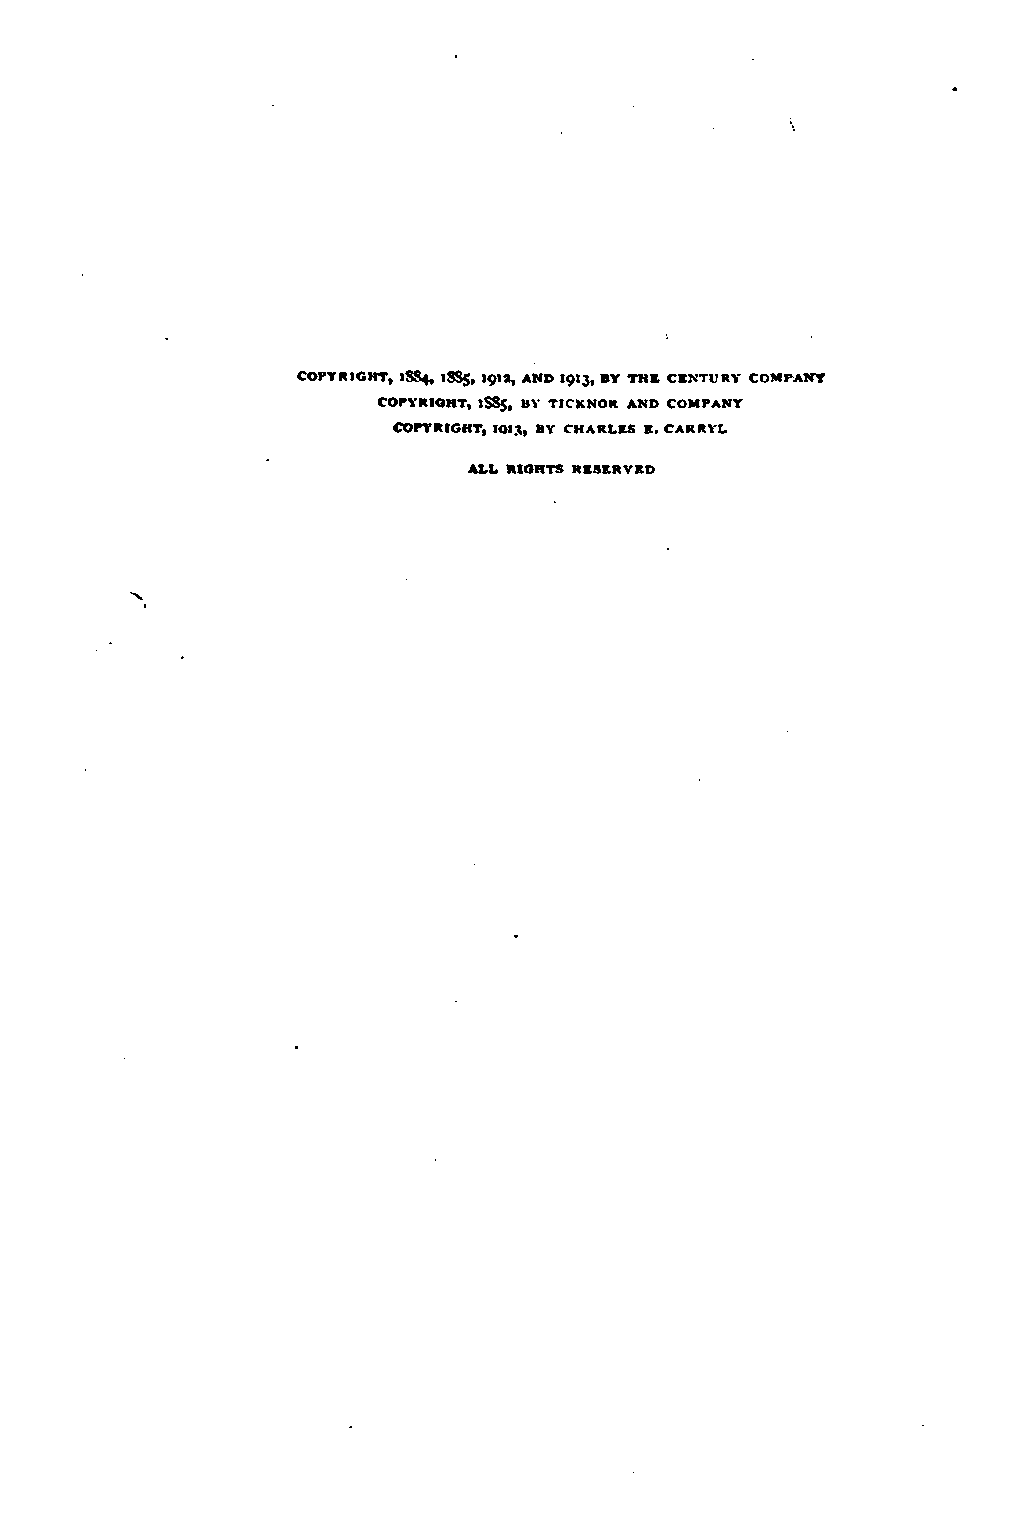 COPYRIGHT, 1884, 1885, 1912, AND 1913, BY THE CENTURY COMPANY
COPYRIGHT, 1885, BY TICKNOR AND COMPANY
COPYRIGHT, 1913, BY CHARLES E. CARRYL
ALL RIGHTS RESERVED